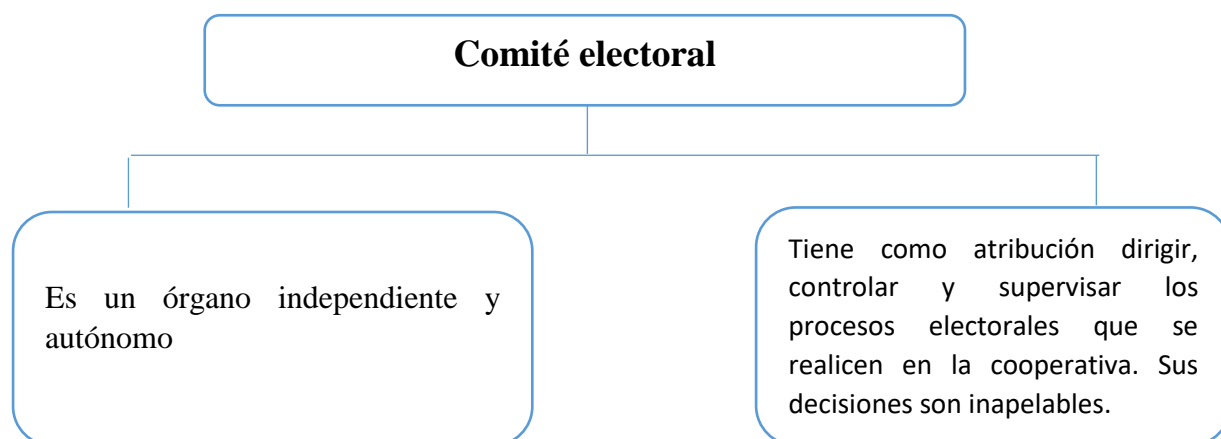 Comité electoral
Es un órgano independiente y
autónomo
Tiene como atribución dirigir,
controlar y supervisar los
procesos electorales que se
realicen en la cooperativa. Sus
decisiones son inapelables.